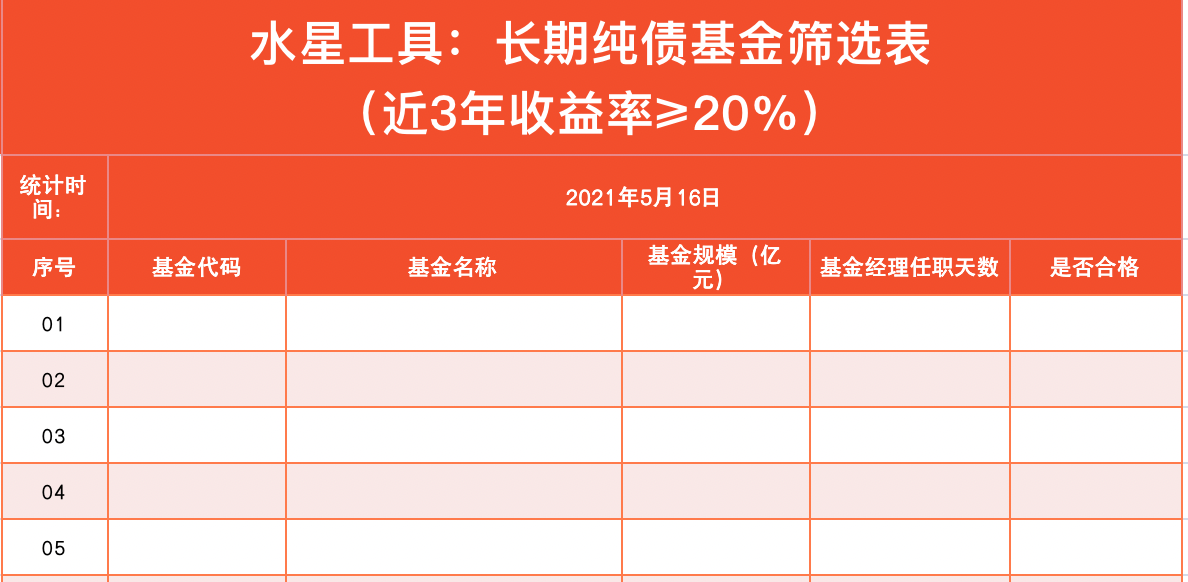 水星工具：长期纯债基金筛选表
（近3年收益率≥20%）
统计时
间：
2021年5月16日
序号
基金代码
基金名称
基金规模（亿
元）
基金经理任职天数
是否合格
01
02
03
04
05